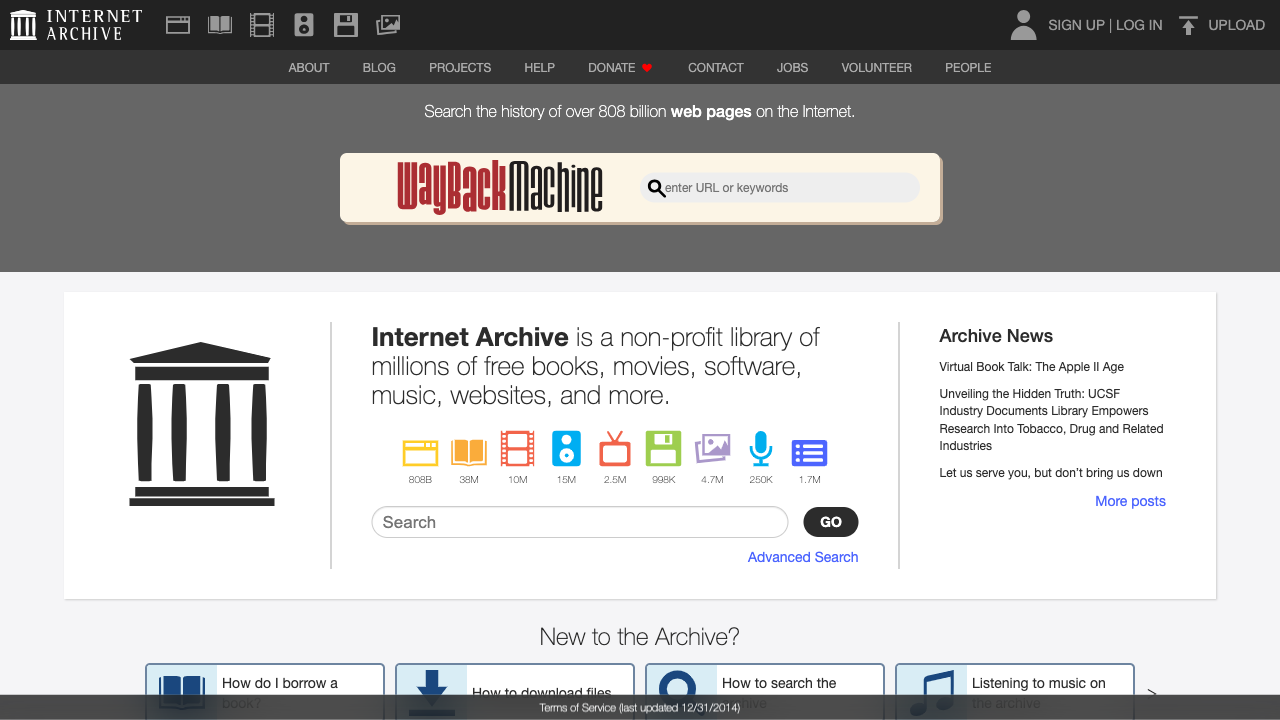 INTERNET
ARCHIVE
SIGN UP | LOG IN
UPLOAD
ABOUT
BLOG
PROJECTS
HELP
DONATE
CONTACT
JOBS
VOLUNTEER
PEOPLE
Search the history of over 808 billion web pages on the Internet.
WayBackMachine
enter URL or keywords
Internet Archive is a non-profit library of
millions of free books, movies, software,
music, websites, and more.
808B
38M
10M
15M
2.5M
998K
4.7M
250K
1.7M
Search
GO
Advanced Search
Archive News
Virtual Book Talk: The Apple II Age
Unveiling the Hidden Truth: UCSF
Industry Documents Library Empowers
Research Into Tobacco, Drug and Related
Industries
Let us serve you, but don't bring us down
More posts
New to the Archive?
How do I borrow a
book?
How to download files
How to search the
archive
Listening to music on
the archive
>
Terms of Service (last updated 12/31/2014)